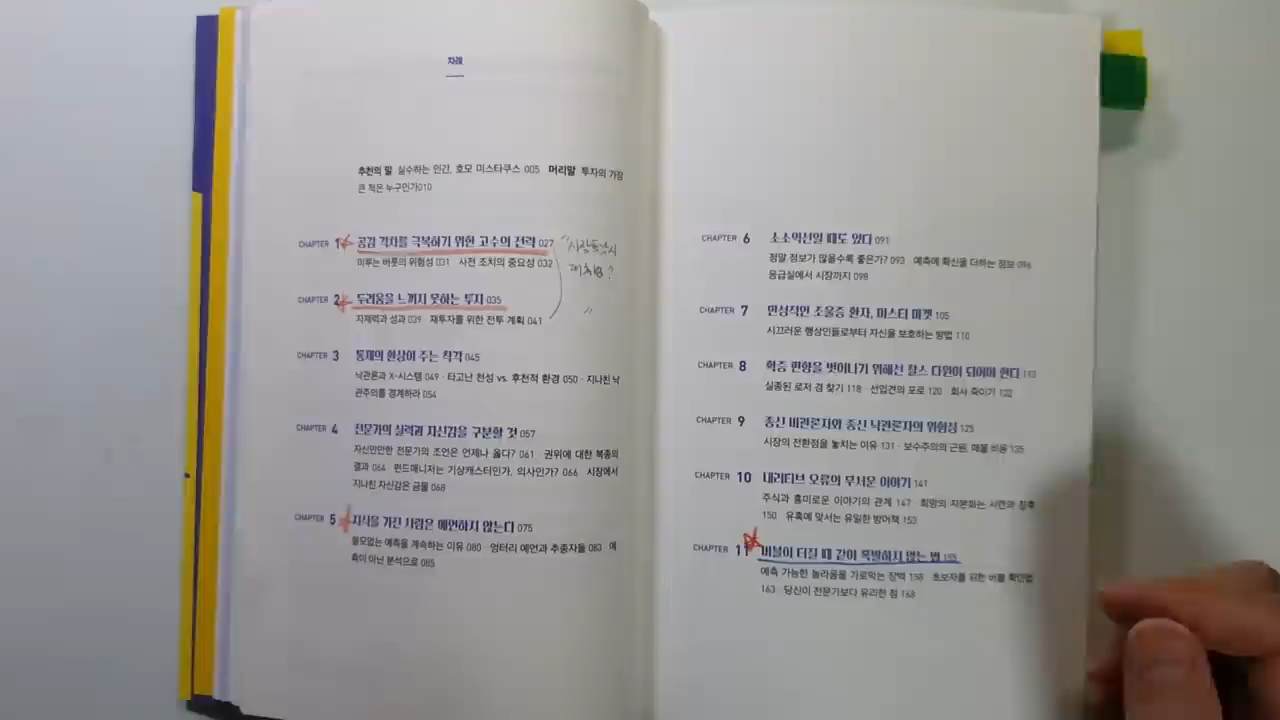 차례
추천의 말 실수하는 인간, 호모 미스타쿠스 005 머리말 투자의 가장
큰 적은 누구인가 010
CHAPTER 1 공감 격차를 극복하기 위한 고수의 전략 027
미루는 버릇의 위험성 031 사전 조치의 중요성 032
CHAPTER 2 두려움을 느끼지 못하는 투자 035
자제력과 성과 039 재투자를 위한 전투 계획 041
CHAPTER 3 통제의 환상이 주는 착각 045
낙관론과 X-시스템 049 · 타고난 천성 vs. 후천적 환경 050 · 지나친 낙
관주의를 경계하라 054
CHAPTER 4 전문가의 실력과 자신감을 구분할 것 057
자신만만한 전문가의 조언은 언제나 옳다? 061 권위에 대한 복종의
결과 064 펀드매니저는 기상캐스터인가, 의사인가? 066 시장에서
지나친 자신감은 금물 068
CHAPTER 5 지식을 가진 사람은 예언하지 않는다 075
쓸모없는 예측을 계속하는 이유 080 · 엉터리 예언과 추종자들 083 예
측이 아닌 분석으로 085
CHAPTER 6 소소익선일 때도 있다 091
정말 정보가 많을수록 좋은가? 093 예측에 확신을 더하는 정보 096
응급실에서 시장까지 098
CHAPTER 7 만성적인 조울증 환자, 미스터 마켓 105
시끄러운 행상인들로부터 자신을 보호하는 방법 110
CHAPTER 8 확증 편향을 벗어나기 위해선 찰스 다윈이 되어야 한다 113
실종된 로저 경 찾기 118 · 선입견의 포로 120 회사 죽이기 122
CHAPTER 9 종신 비관론자와 종신 낙관론자의 위험성 125
시장의 전환점을 놓치는 이유 131 · 보수주의의 근원, 매몰 비용 135
CHAPTER 10 내러티브 오류의 무서운 이야기 141
주식과 흥미로운 이야기의 관계 147 희망의 자본화는 시련의 징후
150 유혹에 맞서는 유일한 방어책 153
CHAPTER 11 버블이 터질 때 같이 폭발하지 않는 법 155
예측 가능한 놀라움을 가로막는 장벽 158 초보자를 위한 버블 확인법
163 당신이 전문가보다 유리한 점 168